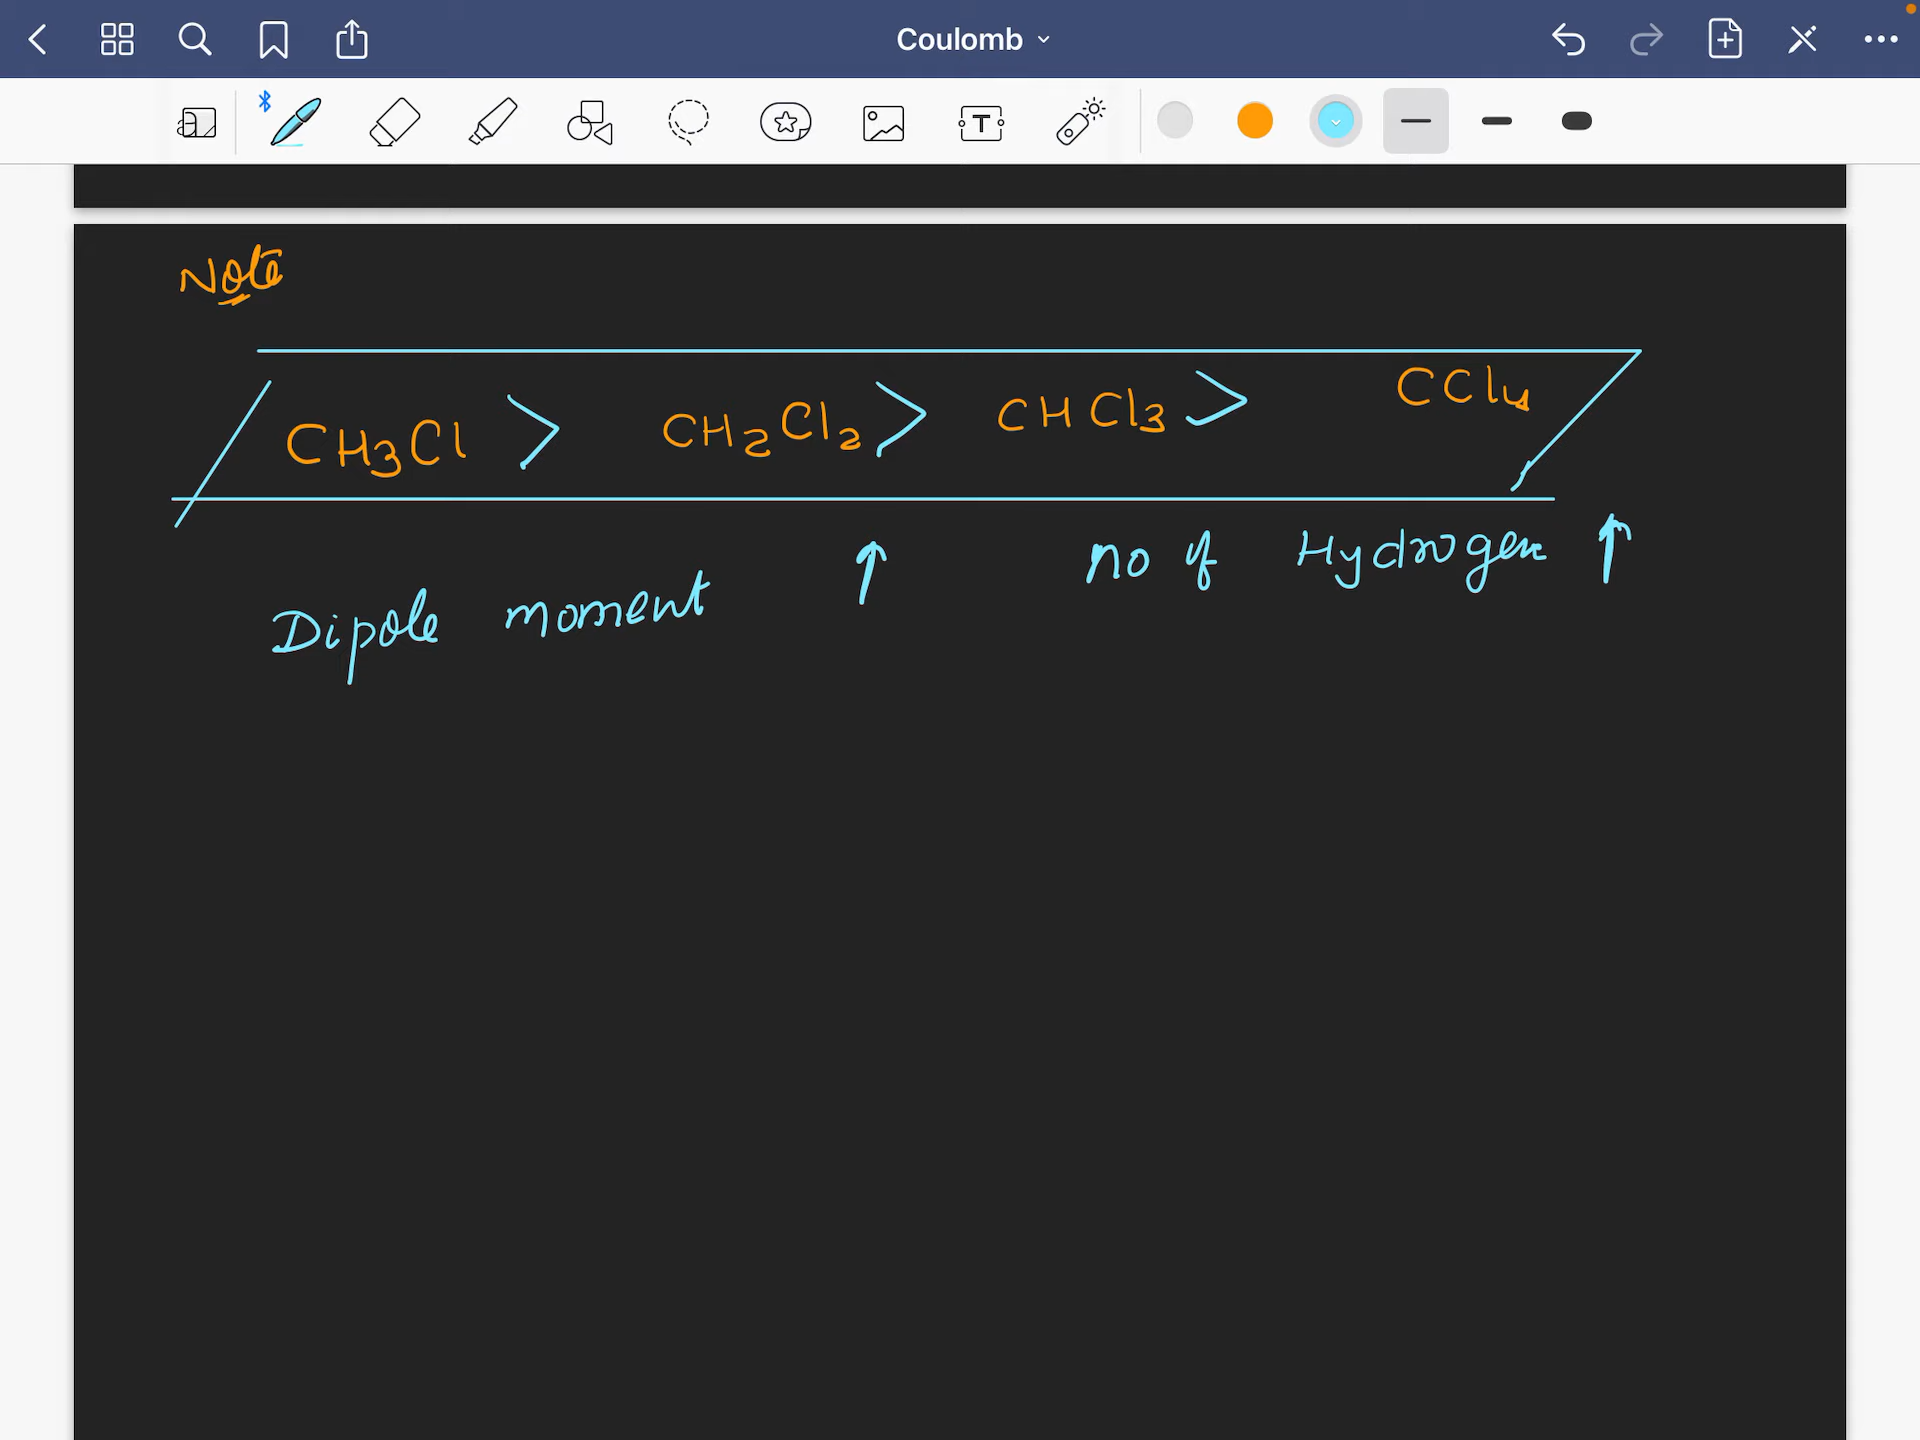 Coulomb
Note
CH3Cl > CH2Cl2 > CHCl3 > CCl4
Dipole moment ↑ no of Hydrogen ↑